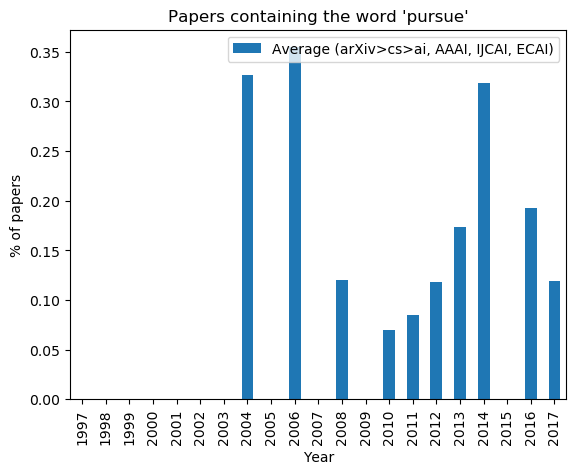 Papers containing the word 'pursue'
Average (arXiv>cs>ai, AAAI, IJCAI, ECAI)
% of papers
0.35
0.30
0.25
0.20
0.15
0.10
0.05
0.00
1997 1998 1999 2000 2001 2002 2003 2004 2005 2006 2007 2008 2009 2010 2011 2012 2013 2014 2015 2016 2017
Year